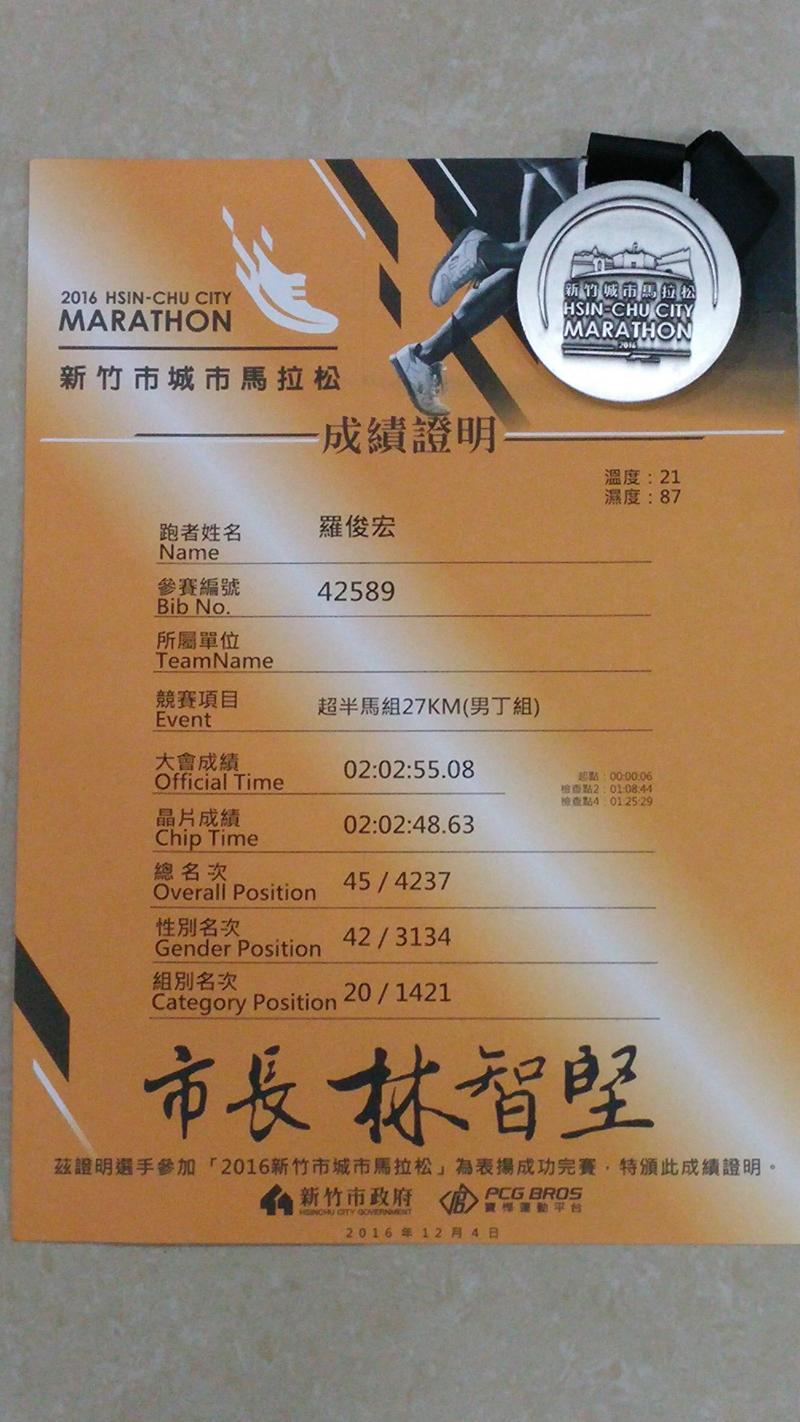 2016 HSIN-CHU CITY
MARATHON
新竹市城市馬拉松
新竹城市馬拉松
HSIN-CHU CITY
MARATHON
2016
成績證明
溫度：21
濕度：87
跑者姓名 羅俊宏
Name
參賽編號 42589
Bib No.
所屬單位
TeamName
競賽項目 超半馬組27KM(男丁組)
Event
大會成績 02:02:55.08
Official Time
起點：00:00:06
檢查點2：01:08:44
檢查點4：01:25:29
晶片成績 02:02:48.63
Chip Time
總名次 45 / 4237
Overall Position
性別名次 42 / 3134
Gender Position
組別名次 20 / 1421
Category Position
市長 林智堅
茲證明選手參加「2016新竹市城市馬拉松」為表揚成功完賽，特頒此成績證明。
新竹市政府 PCG BROS
HSINCHU CITY GOVERNMENT 寶悍運動平台
2016年12月4日